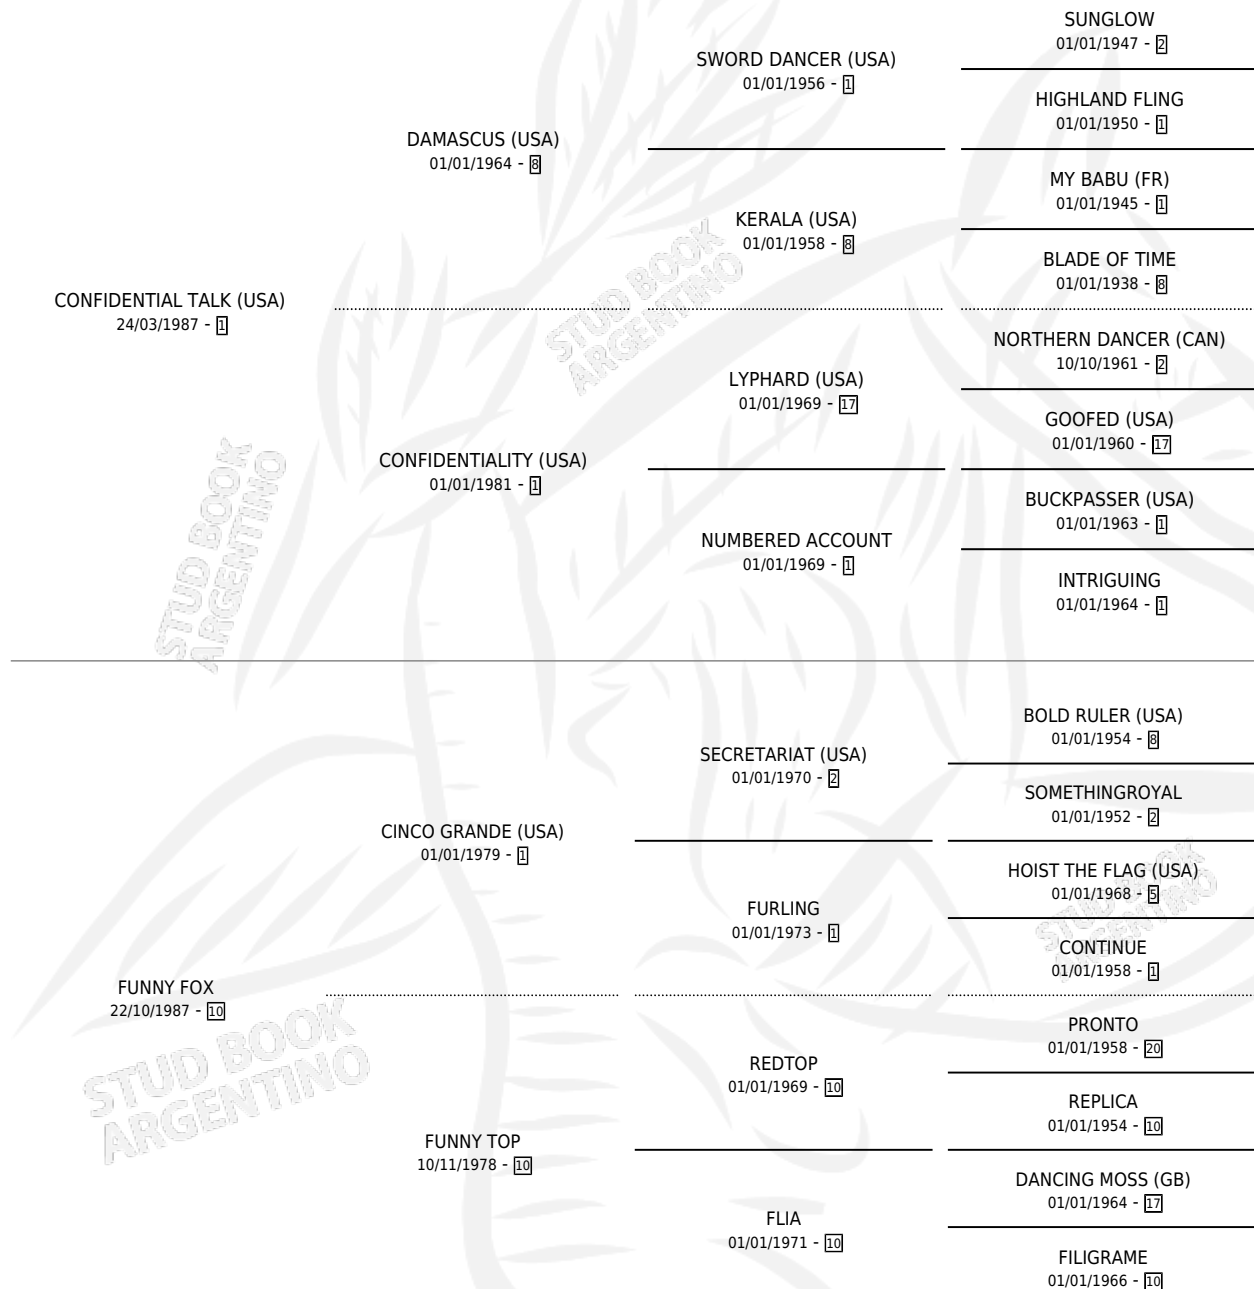 SUNGLOW
01/01/1947 - 2
SWORD DANCER (USA)
01/01/1956 - 1
HIGHLAND FLING
01/01/1950 - 1
DAMASCUS (USA)
01/01/1964 - 8
MY BABU (FR)
01/01/1945 - 1
KERALA (USA)
01/01/1958 - 8
BLADE OF TIME
01/01/1938 - 8
CONFIDENTIAL TALK (USA)
24/03/1987 - 1
NORTHERN DANCER (CAN)
10/10/1961 - 2
LYPHARD (USA)
01/01/1969 - 17
GOOFED (USA)
01/01/1960 - 17
CONFIDENTIALITY (USA)
01/01/1981 - 1
BUCKPASSER (USA)
01/01/1963 - 1
NUMBERED ACCOUNT
01/01/1969 - 1
INTRIGUING
01/01/1964 - 1
BOLD RULER (USA)
01/01/1954 - 8
SECRETARIAT (USA)
01/01/1970 - 2
SOMETHINGROYAL
01/01/1952 - 2
CINCO GRANDE (USA)
01/01/1979 - 1
HOIST THE FLAG (USA)
01/01/1968 - 5
FURLING
01/01/1973 - 1
CONTINUE
01/01/1958 - 1
FUNNY FOX
22/10/1987 - 10
PRONTO
01/01/1958 - 20
REDTOP
01/01/1969 - 10
REPLICA
01/01/1954 - 10
FUNNY TOP
10/11/1978 - 10
DANCING MOSS (GB)
01/01/1964 - 17
FLIA
01/01/1971 - 10
FILIGRAME
01/01/1966 - 10
STUD BOOK
ARGENTINO
STUD BOOK
ARGENTINO
STUD BOOK
ARGENTINO
STUD BOOK
ARGENTINO